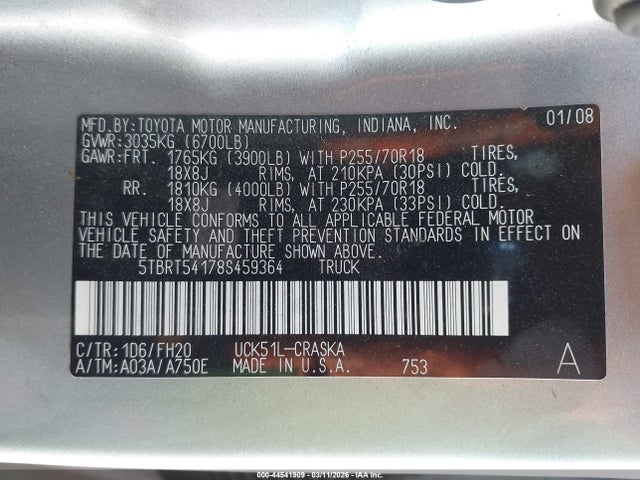 MFD.BY:TOYOTA MOTOR MANUFACTURING, INDIANA, INC. 01/08
GVWR:3035KG (6700LB)
GAWR:FRT. 1765KG (3900LB) WITH P255/70R18 TIRES,
18X8J RIMS, AT 210KPA (30PSI) COLD.
RR. 1810KG (4000LB) WITH P255/70R18 TIRES,
18X8J RIMS, AT 230KPA (33PSI) COLD.
THIS VEHICLE CONFORMS TO ALL APPLICABLE FEDERAL MOTOR
VEHICLE SAFETY AND THEFT PREVENTION STANDARDS IN EFFECT ON
THE DATE OF MANUFACTURE SHOWN ABOVE.
5TBRT54178S459364 TRUCK
C/TR:1D6/FH20 UCK51L-CRASKA
A/TM:A03A/A750E MADE IN U.S.A. 753 A
000-44541909 - 03/11/2026 - IAA Inc.